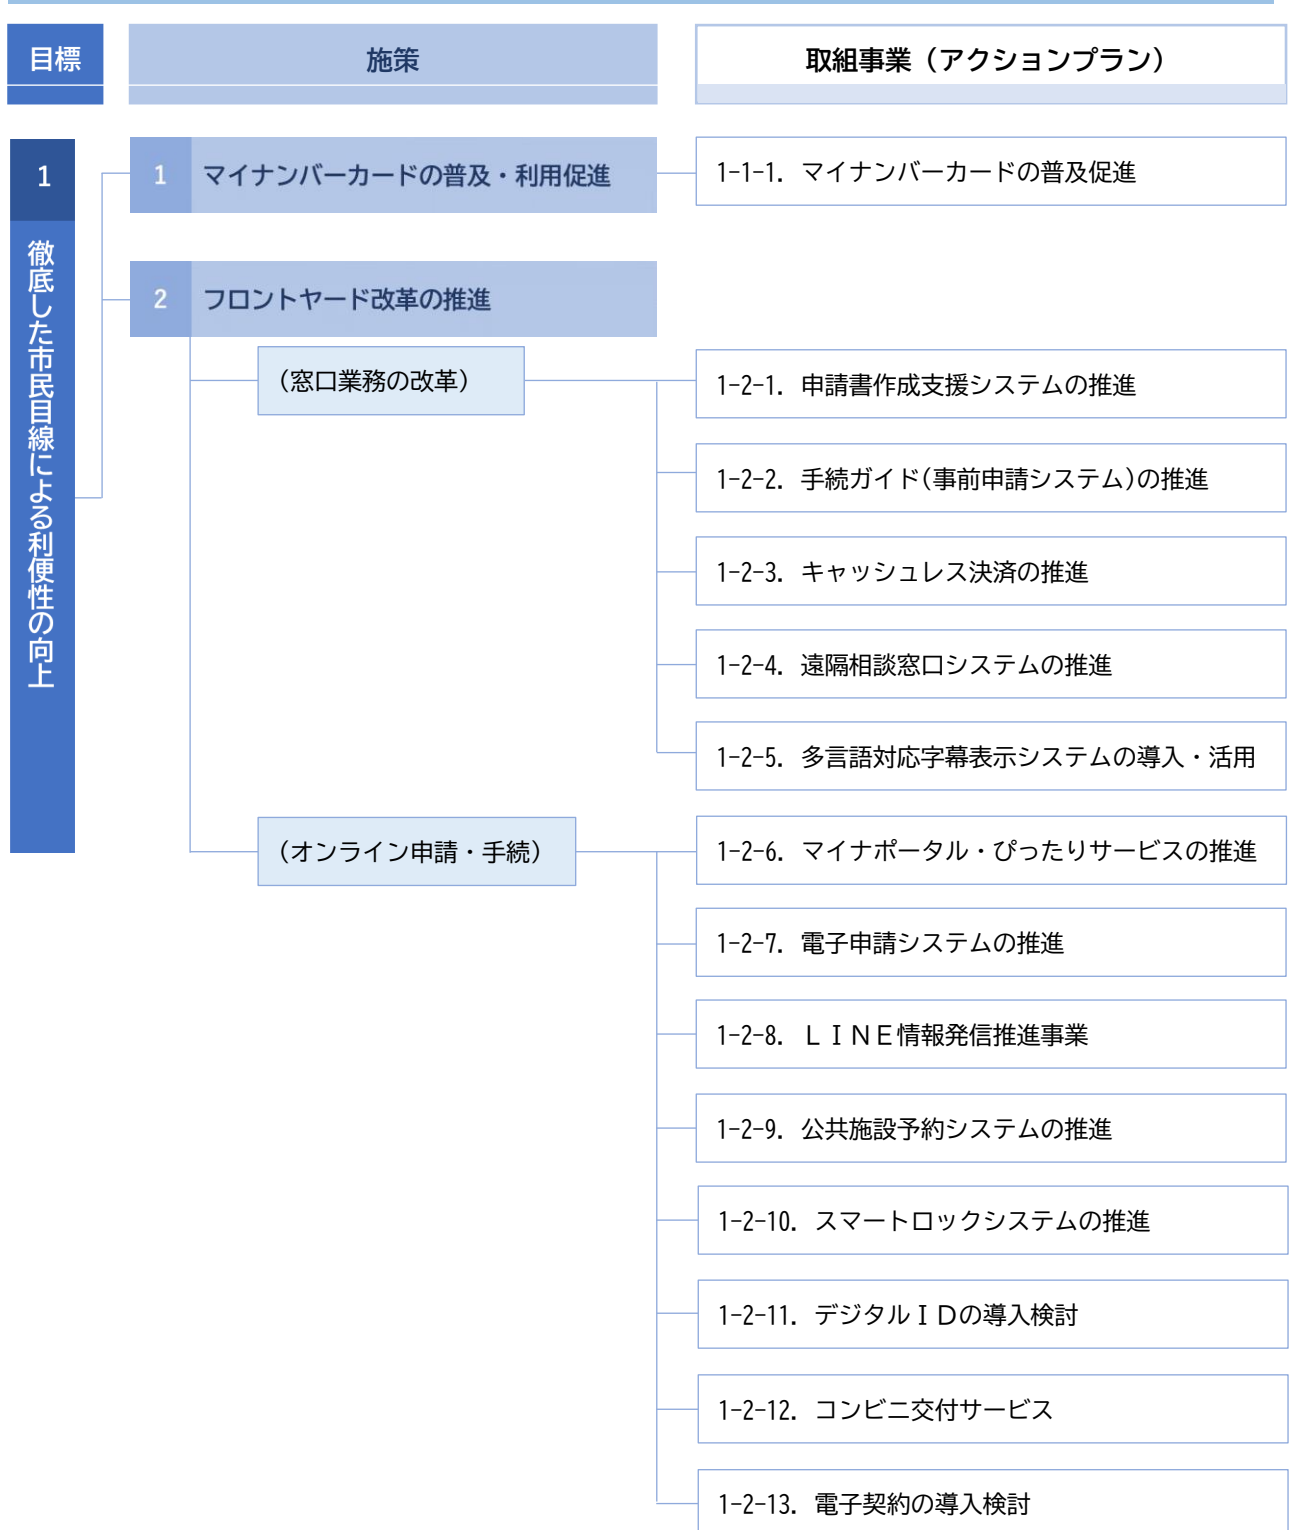 目標
施策
取組事業（アクションプラン）
1
徹底した市民目線による利便性の向上
1 マイナンバーカードの普及・利用促進
1-1-1. マイナンバーカードの普及促進
2 フロントヤード改革の推進
（窓口業務の改革）
1-2-1. 申請書作成支援システムの推進
1-2-2. 手続ガイド(事前申請システム)の推進
1-2-3. キャッシュレス決済の推進
1-2-4. 遠隔相談窓口システムの推進
1-2-5. 多言語対応字幕表示システムの導入・活用
（オンライン申請・手続）
1-2-6. マイナポータル・ぴったりサービスの推進
1-2-7. 電子申請システムの推進
1-2-8. ＬＩＮＥ情報発信推進事業
1-2-9. 公共施設予約システムの推進
1-2-10. スマートロックシステムの推進
1-2-11. デジタルＩＤの導入検討
1-2-12. コンビニ交付サービス
1-2-13. 電子契約の導入検討